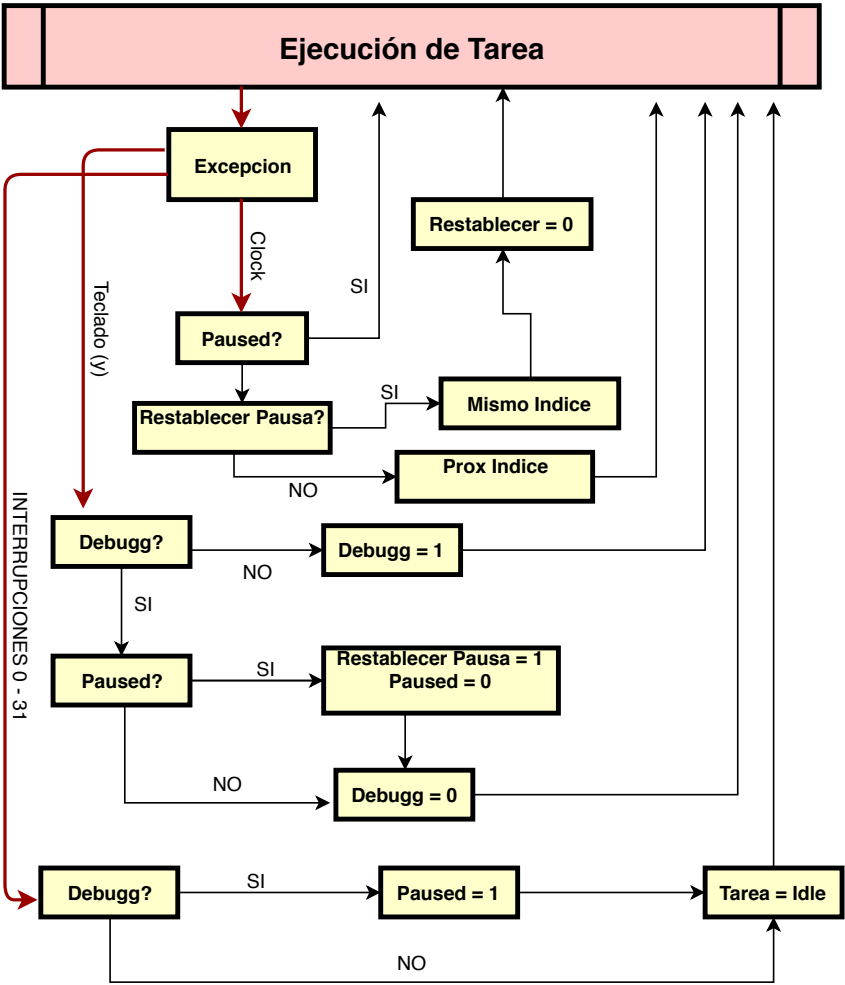 Ejecución de Tarea
Excepcion
Restablecer = 0
Clock
SI
Teclado (y)
Paused?
Restablecer Pausa?
SI
Mismo Indice
Prox Indice
NO
INTERRUPCIONES 0 - 31
Debugg?
Debugg = 1
NO
SI
Paused?
SI
Restablecer Pausa = 1
Paused = 0
NO
Debugg = 0
Debugg?
SI
Paused = 1
Tarea = Idle
NO